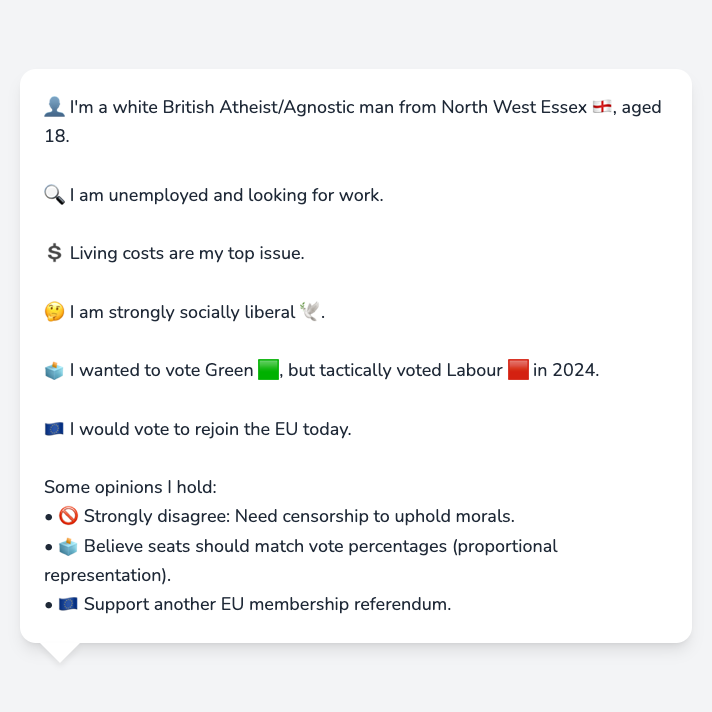 👤 I'm a white British Atheist/Agnostic man from North West Essex 🏴󠁧󠁢󠁥󠁮󠁧󠁿, aged
18.
🔍 I am unemployed and looking for work.
💲 Living costs are my top issue.
🤔 I am strongly socially liberal 🕊️.
🗳️ I wanted to vote Green 🟩, but tactically voted Labour 🟥 in 2024.
🇪🇺 I would vote to rejoin the EU today.
Some opinions I hold:
• 🚫 Strongly disagree: Need censorship to uphold morals.
• 🗳️ Believe seats should match vote percentages (proportional
representation).
• 🇪🇺 Support another EU membership referendum.